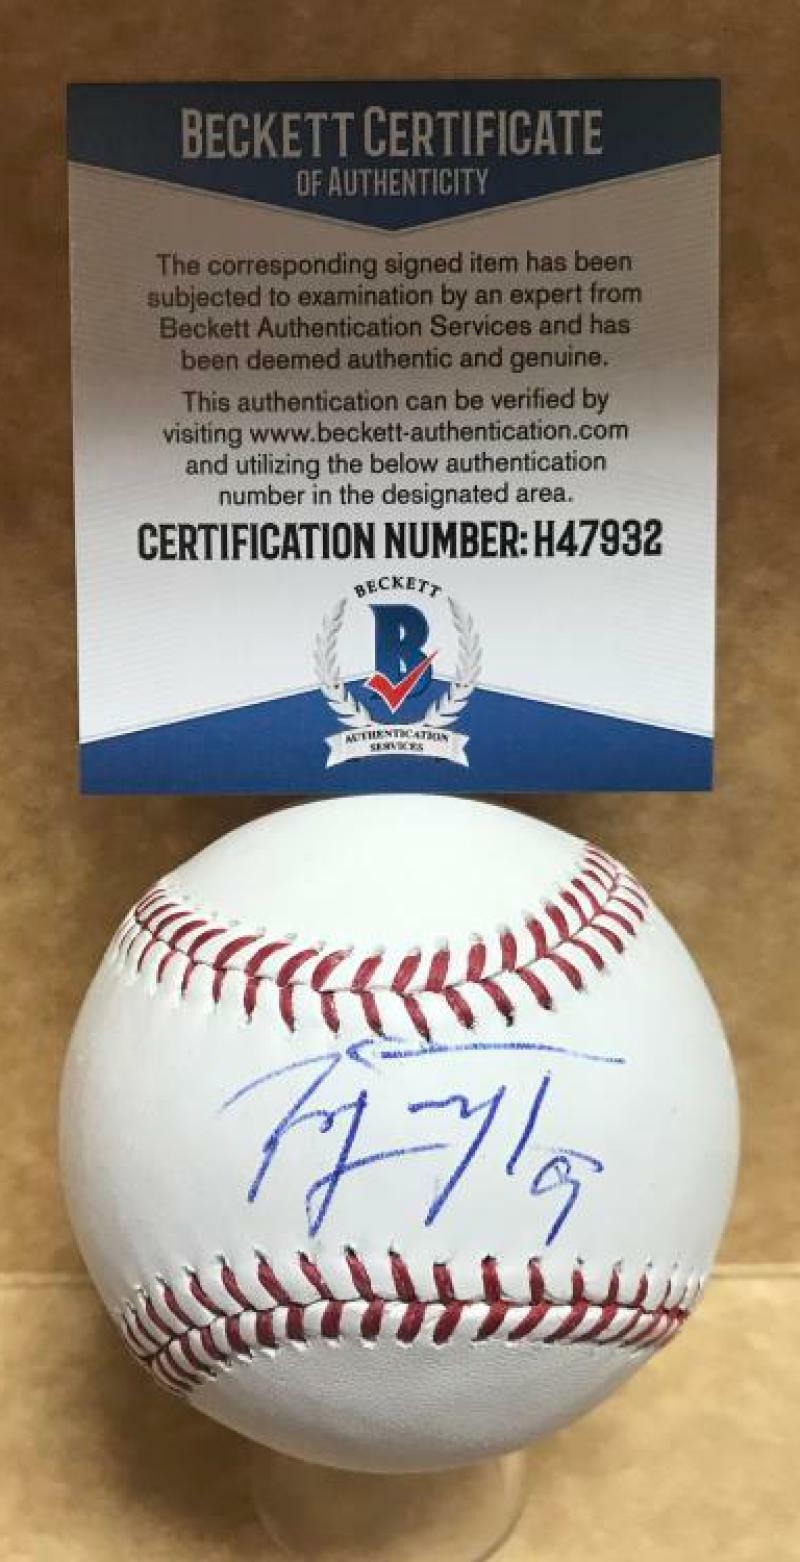 BECKETT CERTIFICATE
OF AUTHENTICITY
The corresponding signed item has been
subjected to examination by an expert from
Beckett Authentication Services and has
been deemed authentic and genuine.
This authentication can be verified by
visiting www.beckett-authentication.com
and utilizing the below authentication
number in the designated area.
CERTIFICATION NUMBER: H47932
BECKETT
B
AUTHENTICATION
SERVICES
9